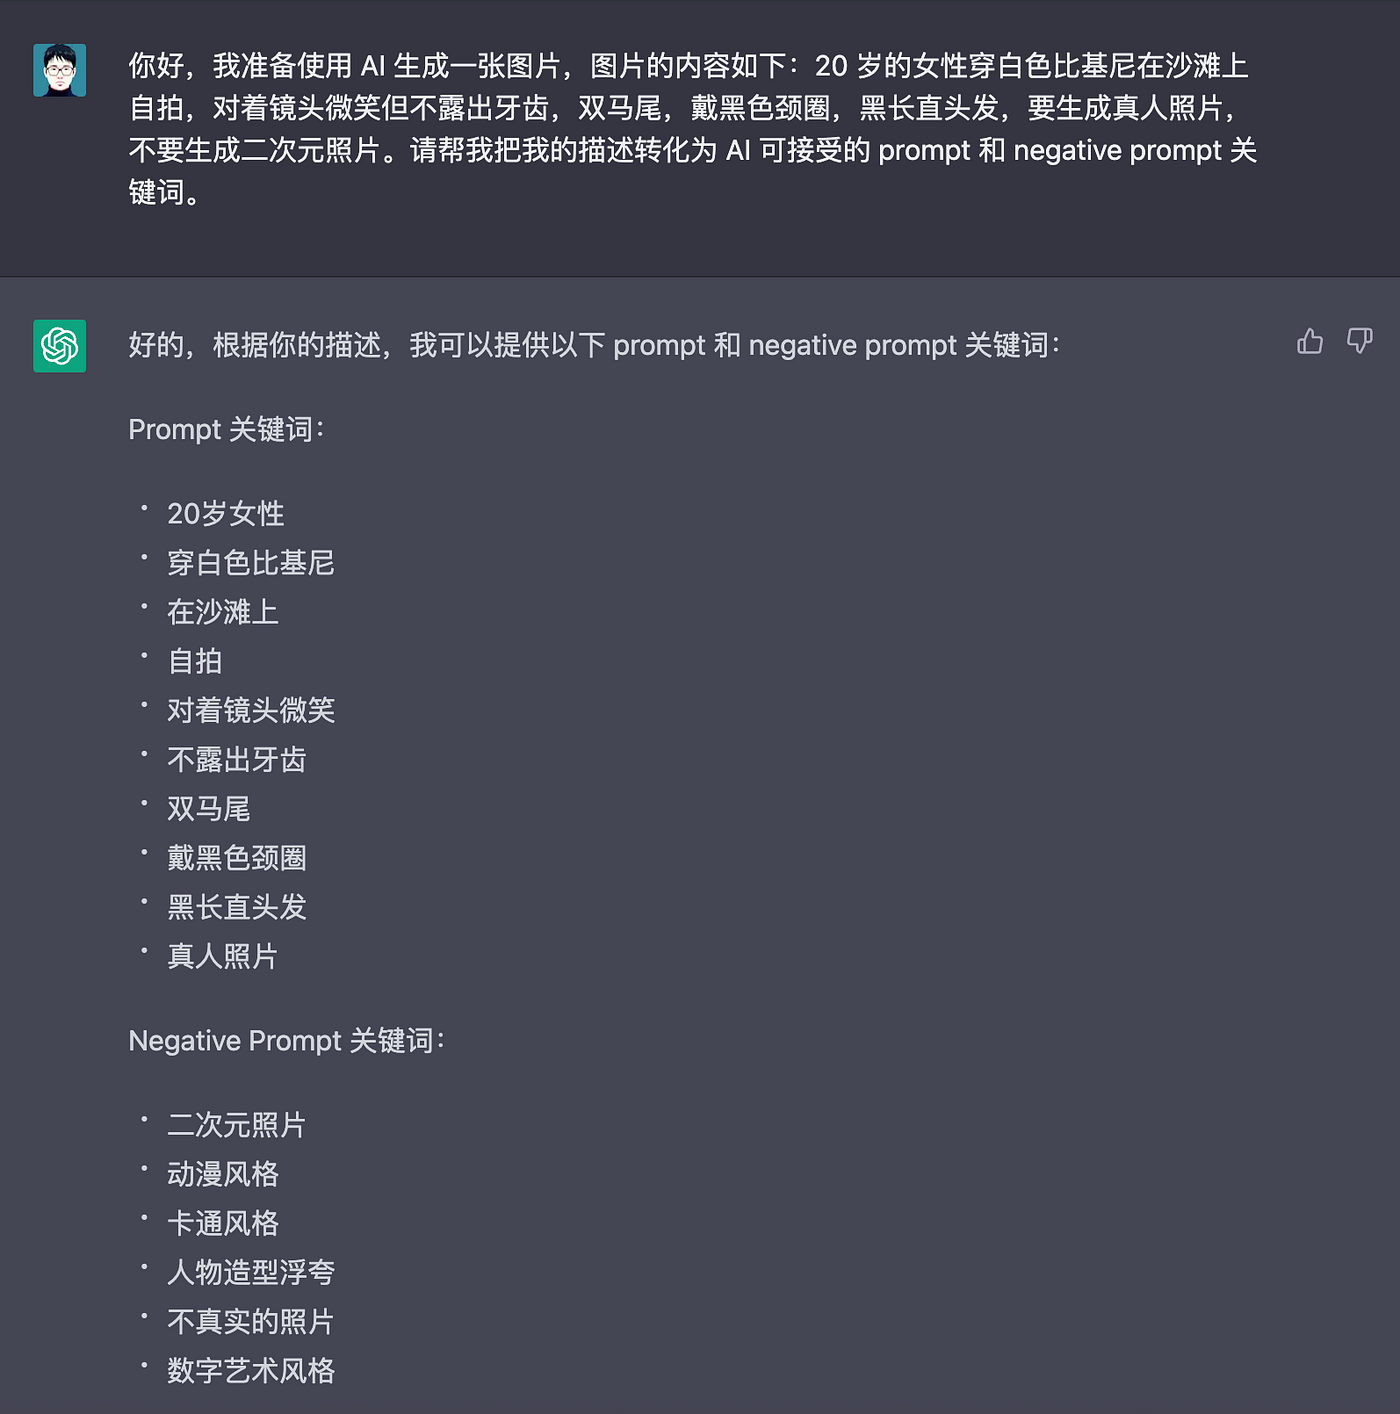 你好，我准备使用 AI 生成一张图片，图片的内容如下：20 岁的女性穿白色比基尼在沙滩上
自拍，对着镜头微笑但不露出牙齿，双马尾，戴黑色颈圈，黑长直头发，要生成真人照片，
不要生成二次元照片。请帮我把我的描述转化为 AI 可接受的 prompt 和 negative prompt 关
键词。
好的，根据你的描述，我可以提供以下 prompt 和 negative prompt 关键词：
Prompt 关键词：
• 20岁女性
• 穿白色比基尼
• 在沙滩上
• 自拍
• 对着镜头微笑
• 不露出牙齿
• 双马尾
• 戴黑色颈圈
• 黑长直头发
• 真人照片
Negative Prompt 关键词：
• 二次元照片
• 动漫风格
• 卡通风格
• 人物造型浮夸
• 不真实的照片
• 数字艺术风格